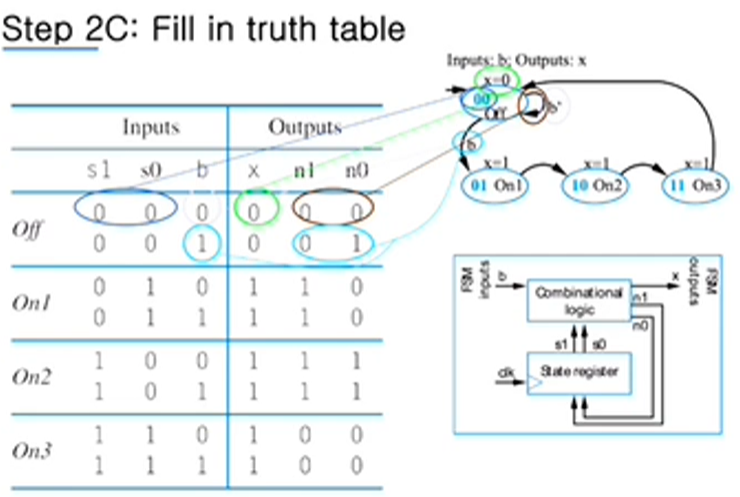 Step 2C: Fill in truth table
Inputs: b; Outputs: x
x=0
00
Off
b'
b
x=1 x=1 x=1
01 On1 10 On2 11 On3
Inputs Outputs
s1 s0 b x n1 n0
Off 0 0 0 0 0 0
0 0 1 0 0 1
On1 0 1 0 1 1 0
0 1 1 1 1 0
On2 1 0 0 1 1 1
1 0 1 1 1 1
On3 1 1 0 1 0 0
1 1 1 1 0 0
FSM inputs
b
Combinational
logic
x
FSM outputs
n1
n0
s1 s0
clk
State register